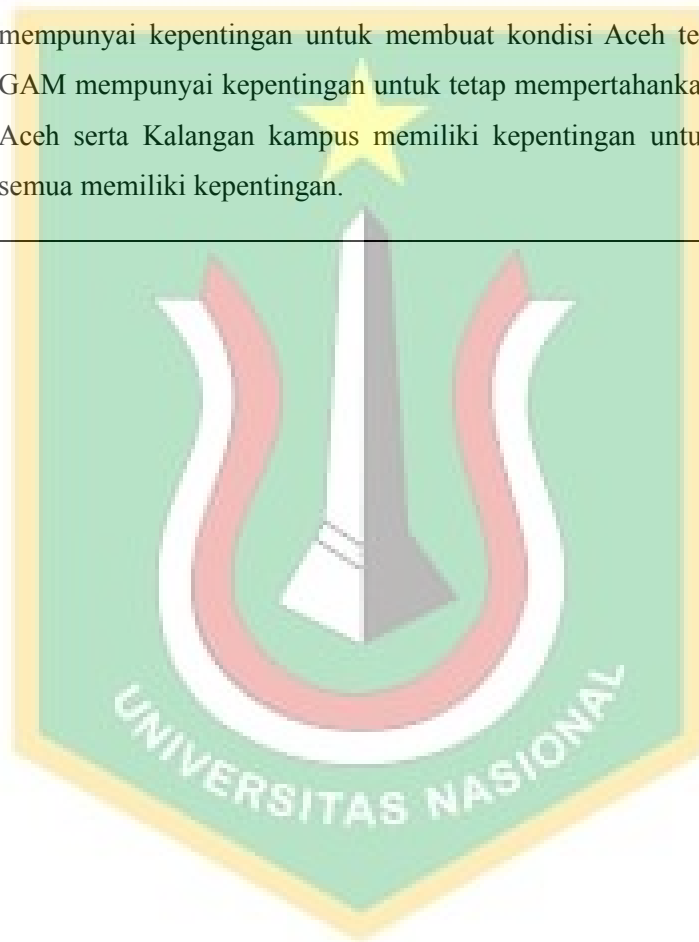 mempunyai kepentingan untuk membuat kondisi Aceh te
GAM mempunyai kepentingan untuk tetap mempertahanka
Aceh serta Kalangan kampus memiliki kepentingan untu
semua memiliki kepentingan.
UNIVERSITAS NASIONAL